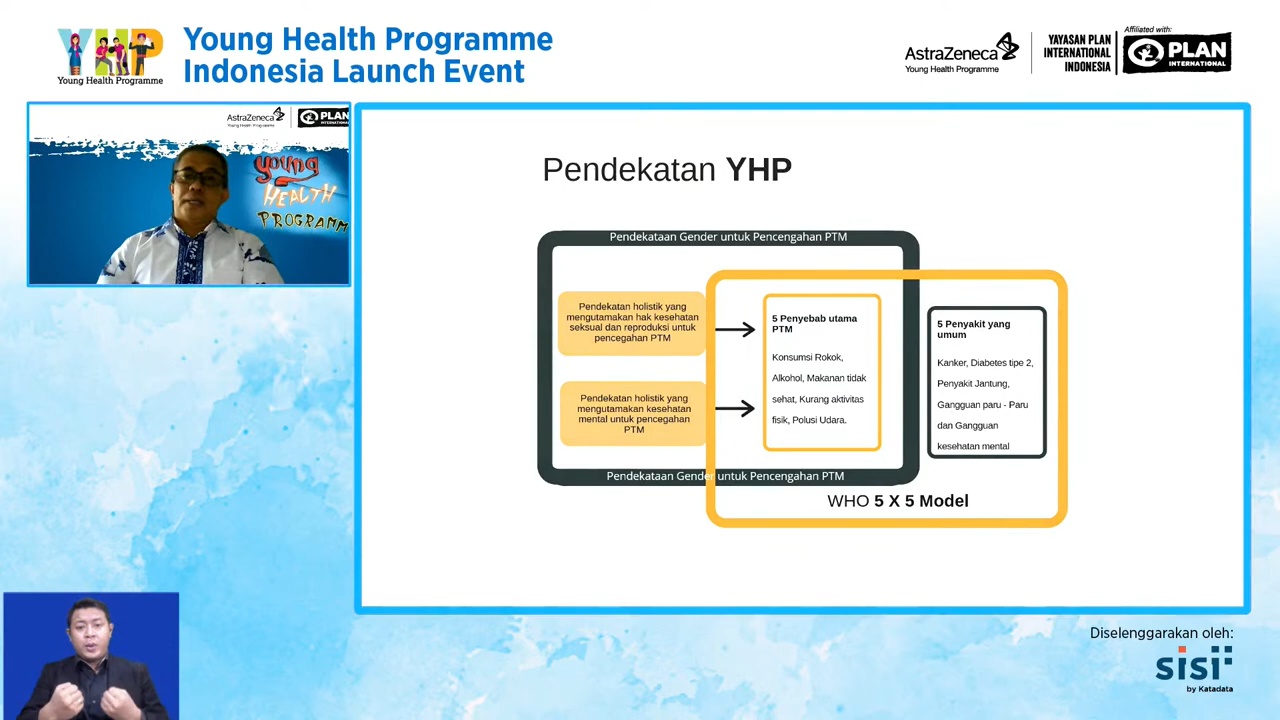 YHP
Young Health Programme
Young Health Programme
Indonesia Launch Event
AstraZeneca
Young Health Programme
YAYASAN PLAN
INTERNATIONAL
INDONESIA
Affiliated with:
PLAN
INTERNATIONAL
AstraZeneca
Young Health Programme
PLAN
INTERNATIONAL
Young
HEALTH
PROGRAMM
Pendekatan YHP
Pendekataan Gender untuk Pencengahan PTM
Pendekatan holistik yang
mengutamakan hak kesehatan
seksual dan reproduksi untuk
pencegahan PTM
Pendekatan holistik yang
mengutamakan kesehatan
mental untuk pencegahan
PTM
5 Penyebab utama
PTM
Konsumsi Rokok,
Alkohol, Makanan tidak
sehat, Kurang aktivitas
fisik, Polusi Udara.
5 Penyakit yang
umum
Kanker, Diabetes tipe 2,
Penyakit Jantung,
Gangguan paru - Paru
dan Gangguan
kesehatan mental
Pendekataan Gender untuk Pencengahan PTM
WHO 5 X 5 Model
Diselenggarakan oleh:
sisi
by Katadata